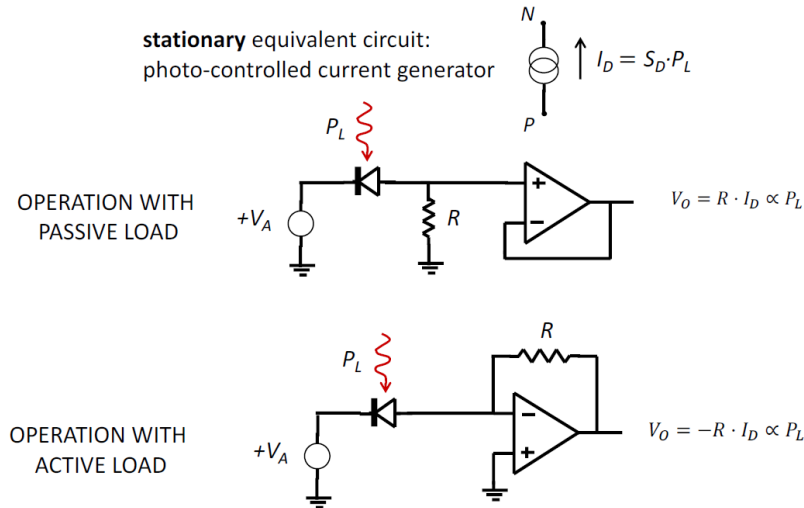 stationary equivalent circuit:
photo-controlled current generator
N
I_D = S_D·P_L
P
P_L
OPERATION WITH
PASSIVE LOAD
+V_A
R
+
−
V_O = R · I_D ∝ P_L
P_L
R
OPERATION WITH
ACTIVE LOAD
+V_A
−
+
V_O = −R · I_D ∝ P_L